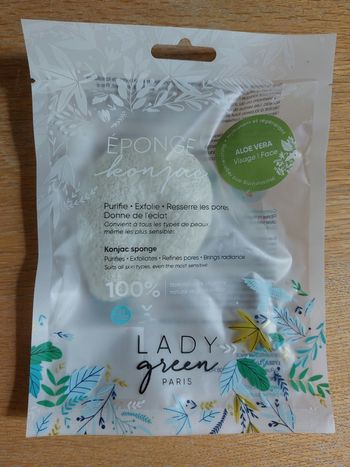 ÉPONGE
konjac
ALOE VERA
Visage | Face
Purifie • Exfolie • Resserre les pores
Donne de l'éclat
Convient à tous les types de peaux,
même les plus sensibles
Konjac sponge
Purifies • Exfoliates • Refines pores • Brings radiance
Suits all skin types, even the most sensitive
100%
LADY
green
PARIS